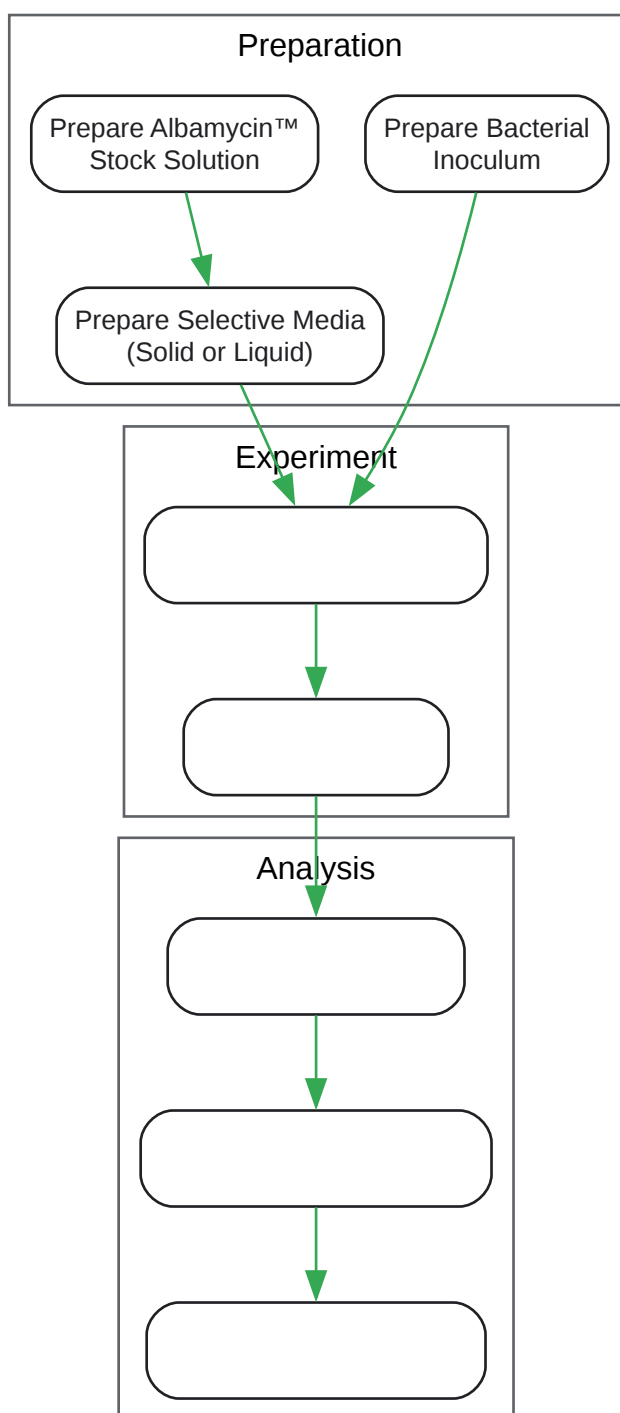 Preparation
Prepare Albamycin™
Stock Solution
Prepare Bacterial
Inoculum
Prepare Selective Media
(Solid or Liquid)
Experiment
Analysis